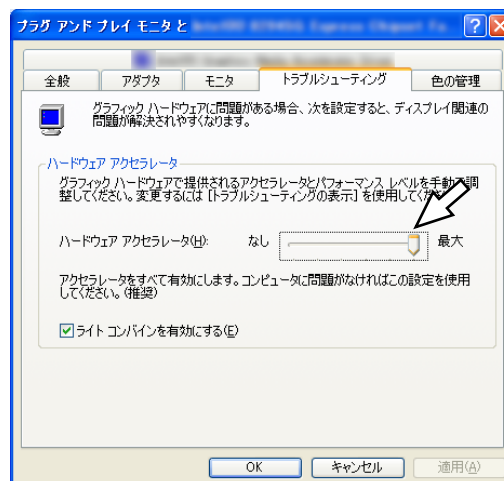 プラグ アンド プレイ モニタ と
全般
アダプタ
モニタ
トラブルシューティング
色の管理
グラフィック ハードウェアに問題がある場合、次を設定すると、ディスプレイ関連の
問題が解決されやすくなります。
ハードウェア アクセラレータ
グラフィック ハードウェアで提供されるアクセラレータとパフォーマンス レベルを手動で調
整してください。変更するには [トラブルシューティングの表示] を使用してください。
ハードウェア アクセラレータ(H):
なし
最大
アクセラレータをすべて有効にします。コンピュータに問題がなければこの設定を使用
してください。(推奨)
ライト コンバインを有効にする(E)
OK
キャンセル
適用(A)